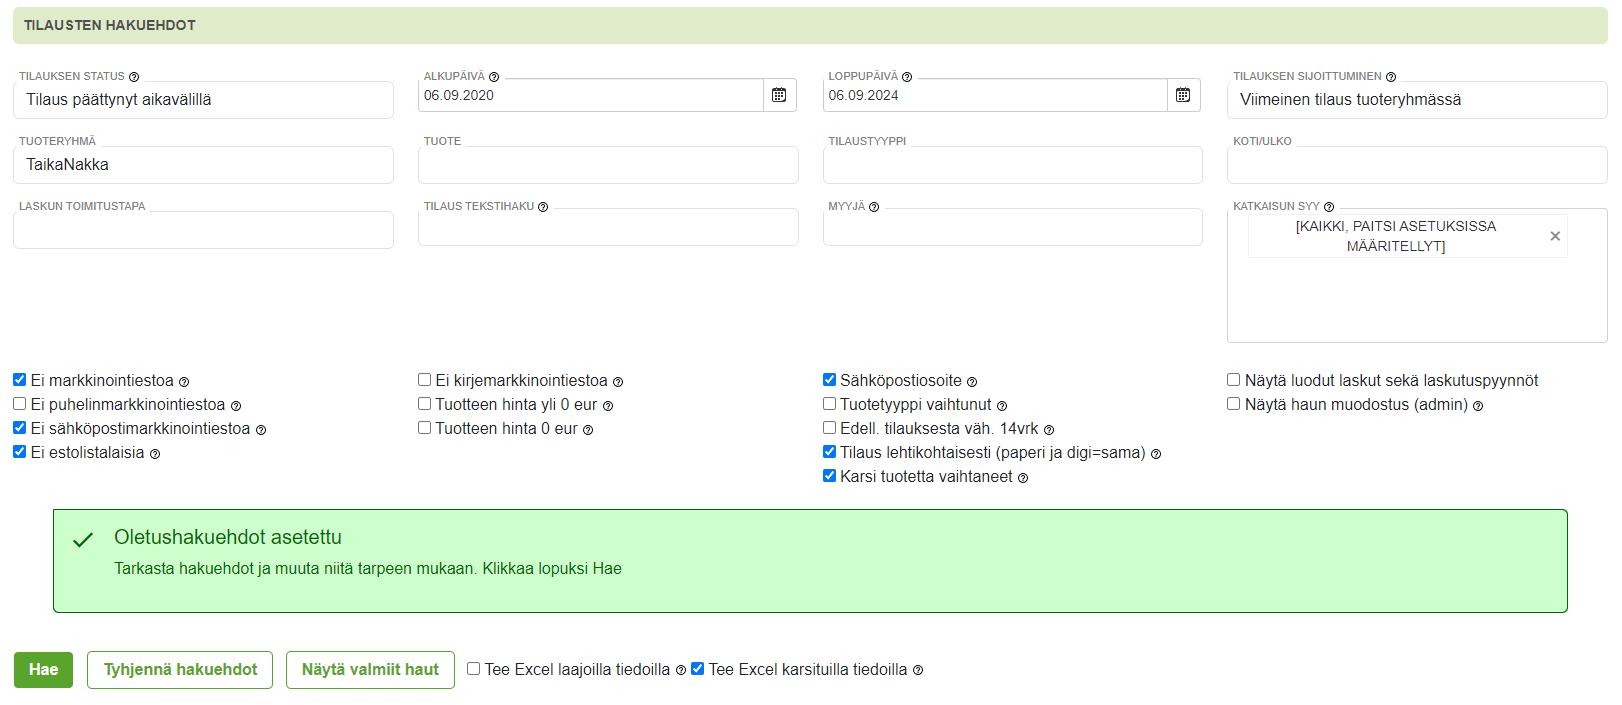 TILAUSTEN HAKUEHDOT
TILAUKSEN STATUS
ALKUPÄIVÄ
LOPPUPÄIVÄ
TILAUKSEN SIJOITTUMINEN
Tilaus päättynyt aikavälillä
06.09.2020
06.09.2024
Viimeinen tilaus tuoteryhmässä
TUOTERYHMÄ
TUOTE
TILAUSTYYPPI
KOTI/ULKO
TaikaNakka
LASKUN TOIMITUSTAPA
TILAUS TEKSTIHAKU
MYYJÄ
KATKAISUN SYY
[KAIKKI, PAITSI ASETUKSISSA
MÄÄRITELLYT]
Ei markkinointiestoa
Ei kirjemarkkinointiestoa
Sähköpostiosoite
Näytä luodut laskut sekä laskutuspyynnöt
Ei puhelinmarkkinointiestoa
Tuotteen hinta yli 0 eur
Tuotetyyppi vaihtunut
Näytä haun muodostus (admin)
Ei sähköpostimarkkinointiestoa
Tuotteen hinta 0 eur
Edell. tilauksesta väh. 14vrk
Ei estolistalaisia
Tilaus lehtikohtaisesti (paperi ja digi=sama)
Karsi tuotetta vaihtaneet
Oletushakuehdot asetettu
Tarkasta hakuehdot ja muuta niitä tarpeen mukaan. Klikkaa lopuksi Hae
Hae
Tyhjennä hakuehdot
Näytä valmiit haut
Tee Excel laajoilla tiedoilla
Tee Excel karsituilla tiedoilla